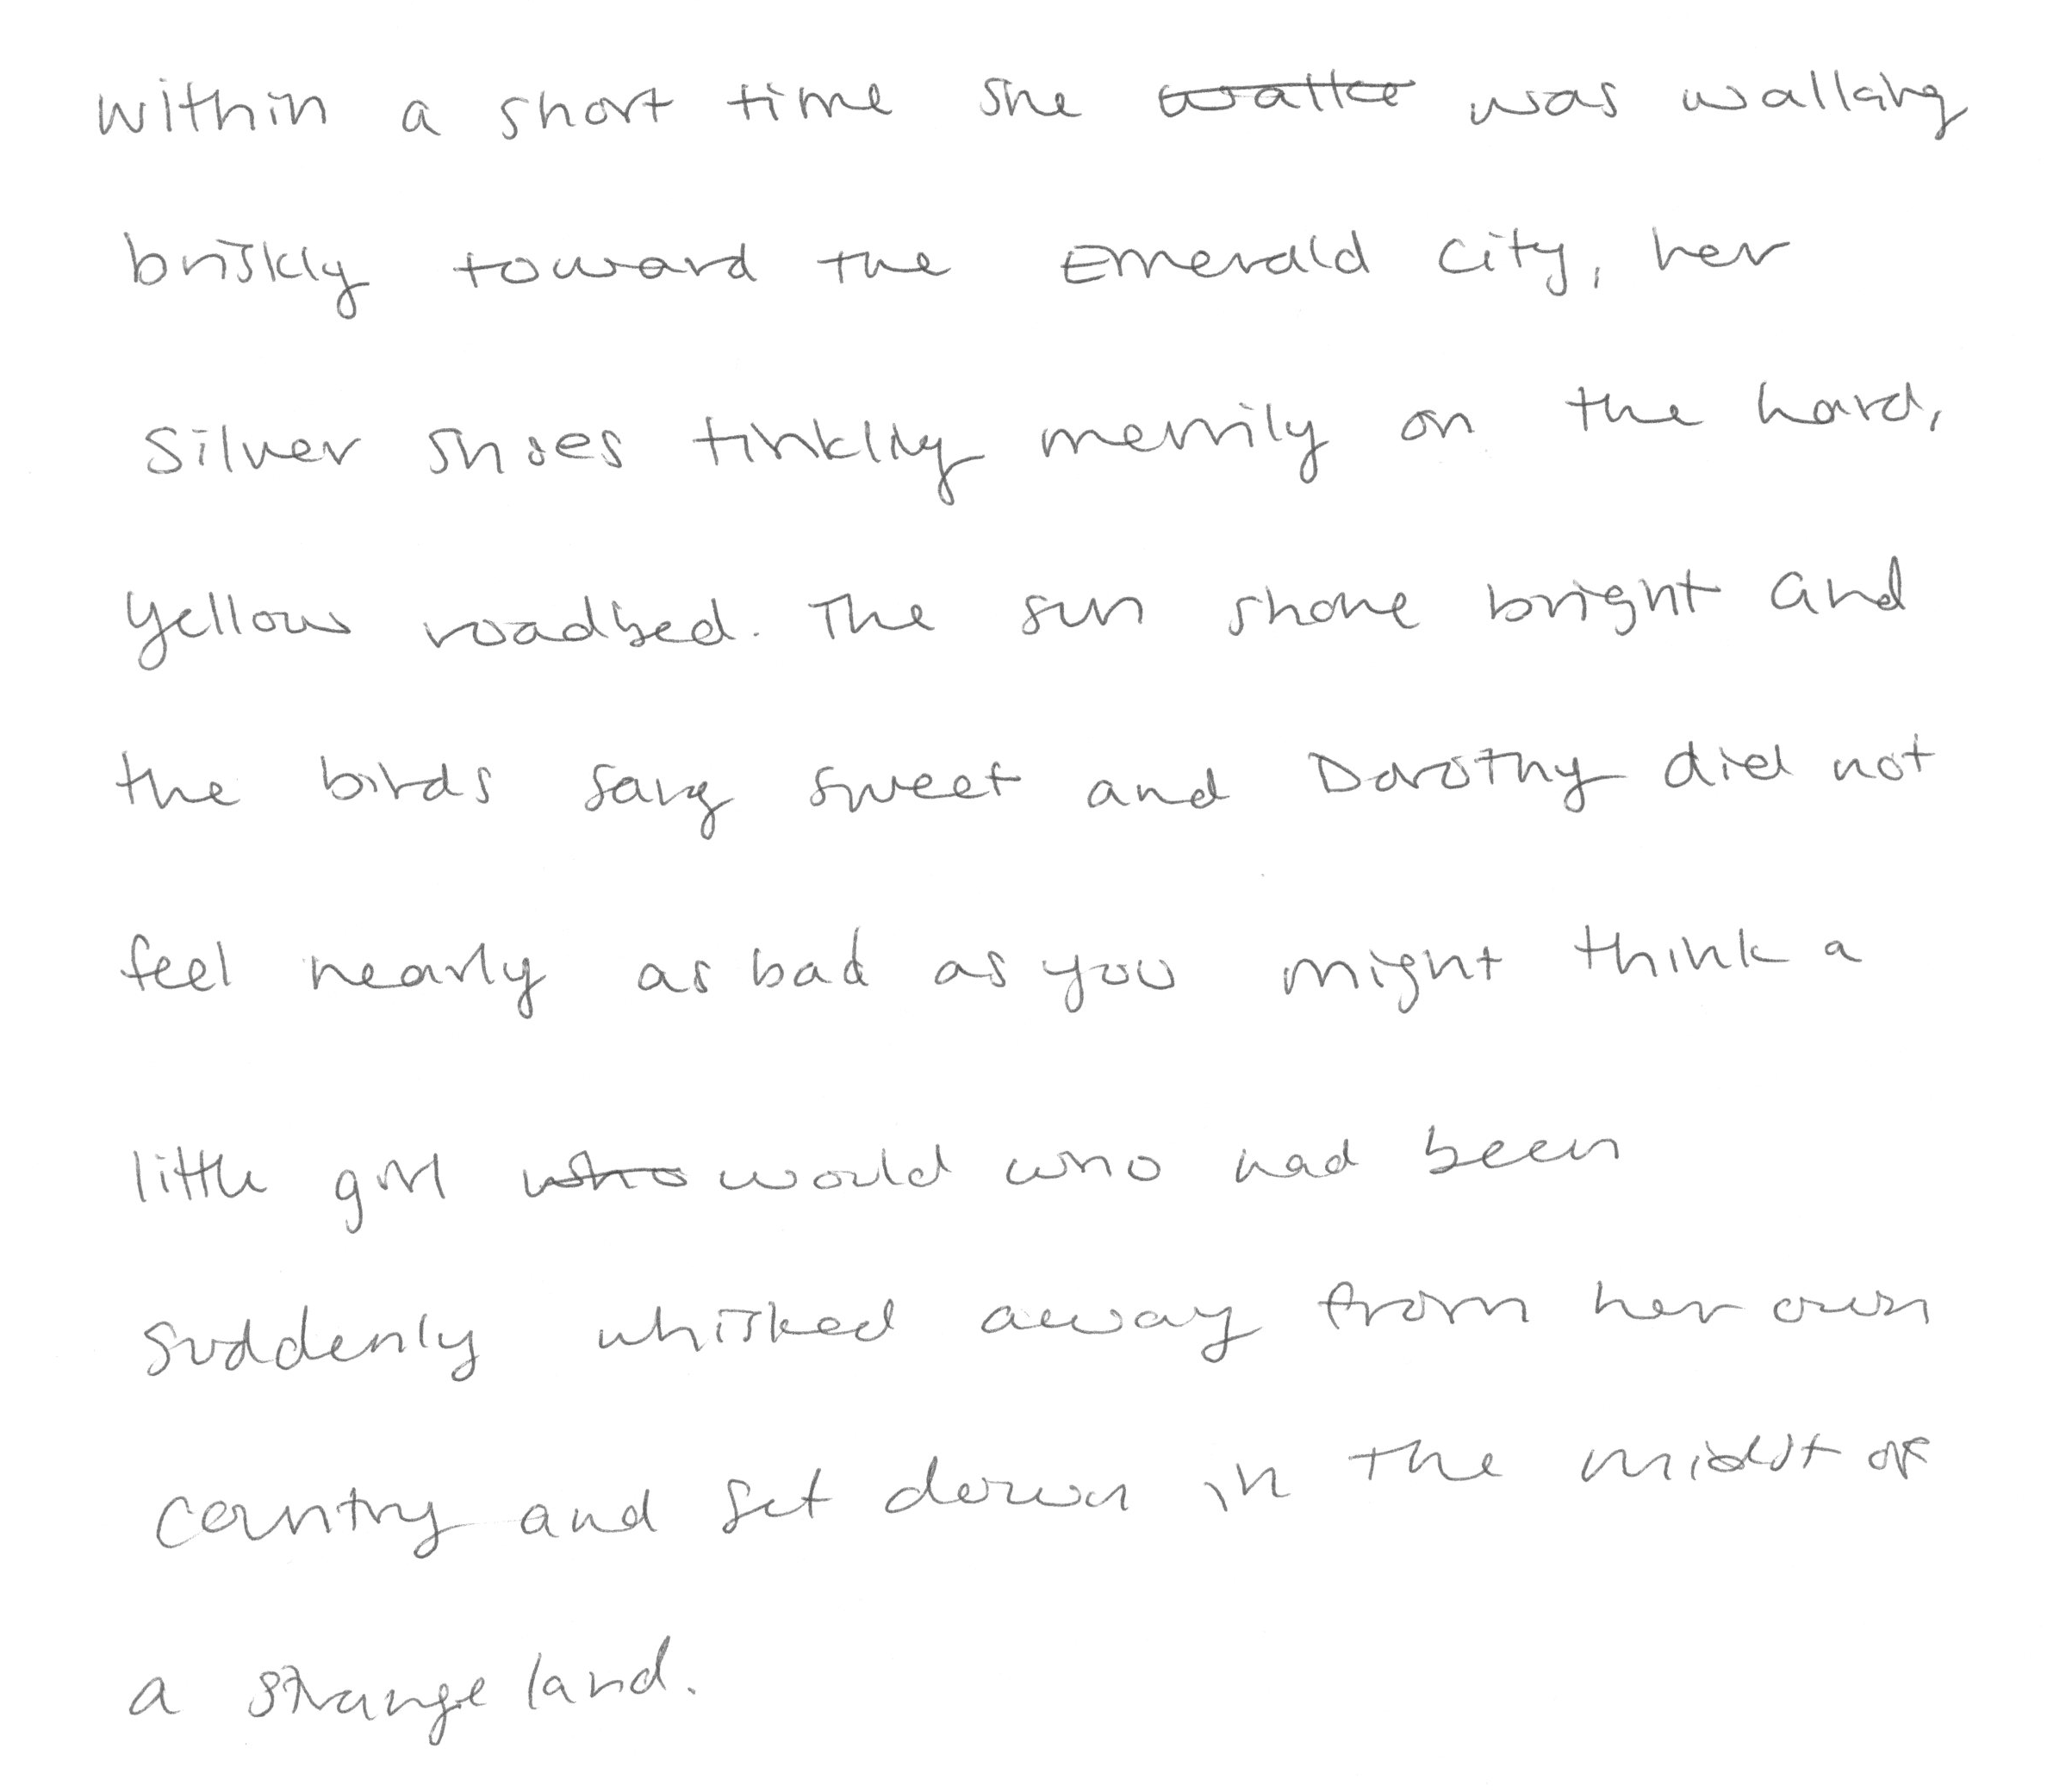 Within a short time she walke was walking
briskly toward the Emerald City, her
Silver Shoes tinkling merrily on the hard,
yellow roadbed. The sun shone bright and
the birds sang sweet and Dorothy did not
feel nearly as bad as you might think a
little girl who would who had been
suddenly whisked away from her own
country and set down in the midst of
a strange land.